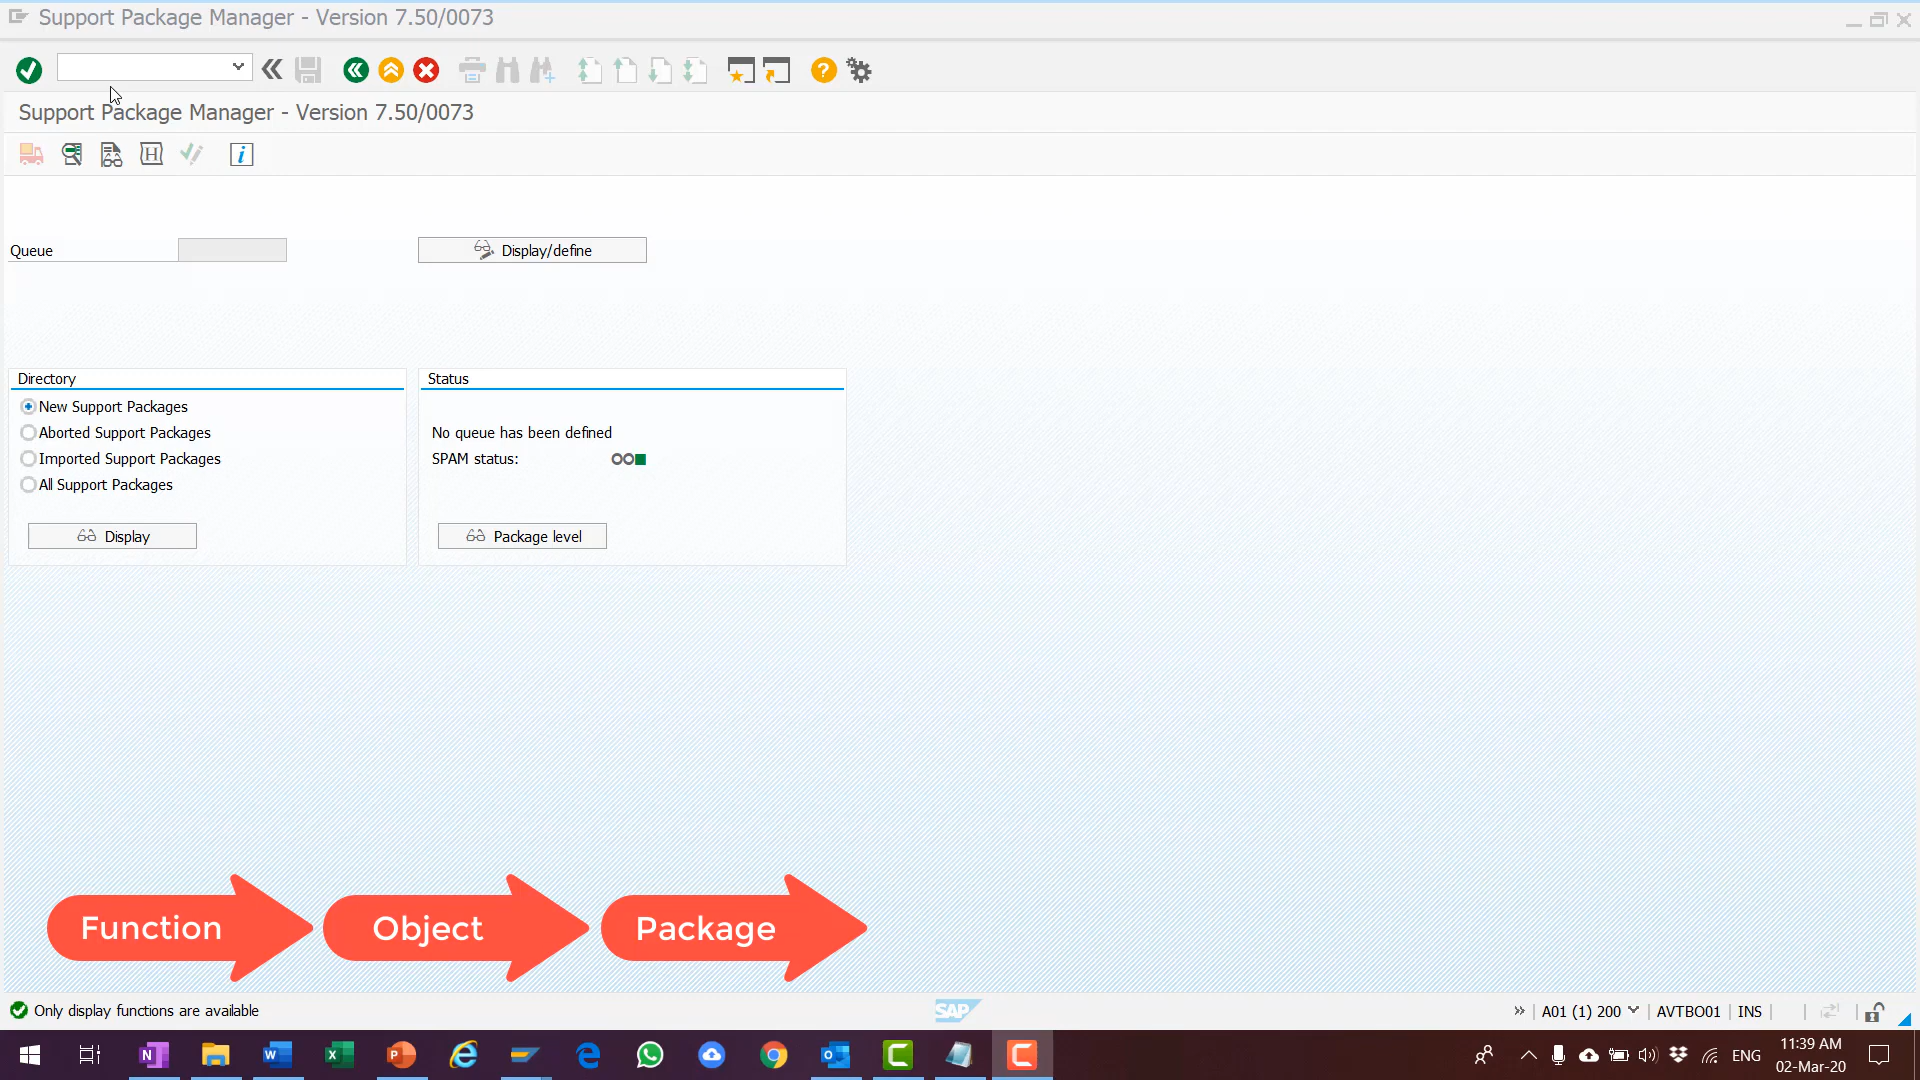 Support Package Manager - Version 7.50/0073
Support Package Manager - Version 7.50/0073
Queue
Display/define
Directory
Status
New Support Packages
Aborted Support Packages
No queue has been defined
Imported Support Packages
SPAM status:
All Support Packages
Display
Package level
Function
Object
Package
Only display functions are available
SAP
A01 (1) 200
AVTBO01
INS
ENG
11:39 AM
02-Mar-20